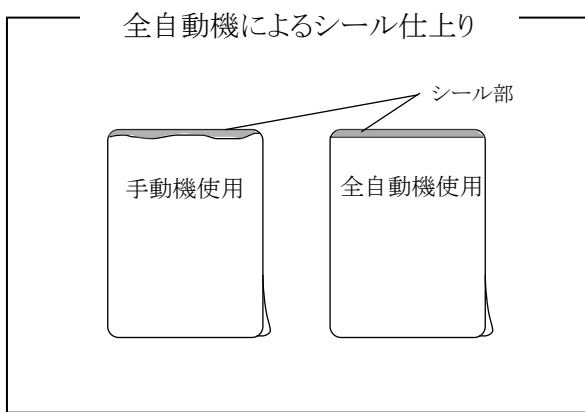 全自動機によるシール仕上り
シール部
手動機使用
全自動機使用